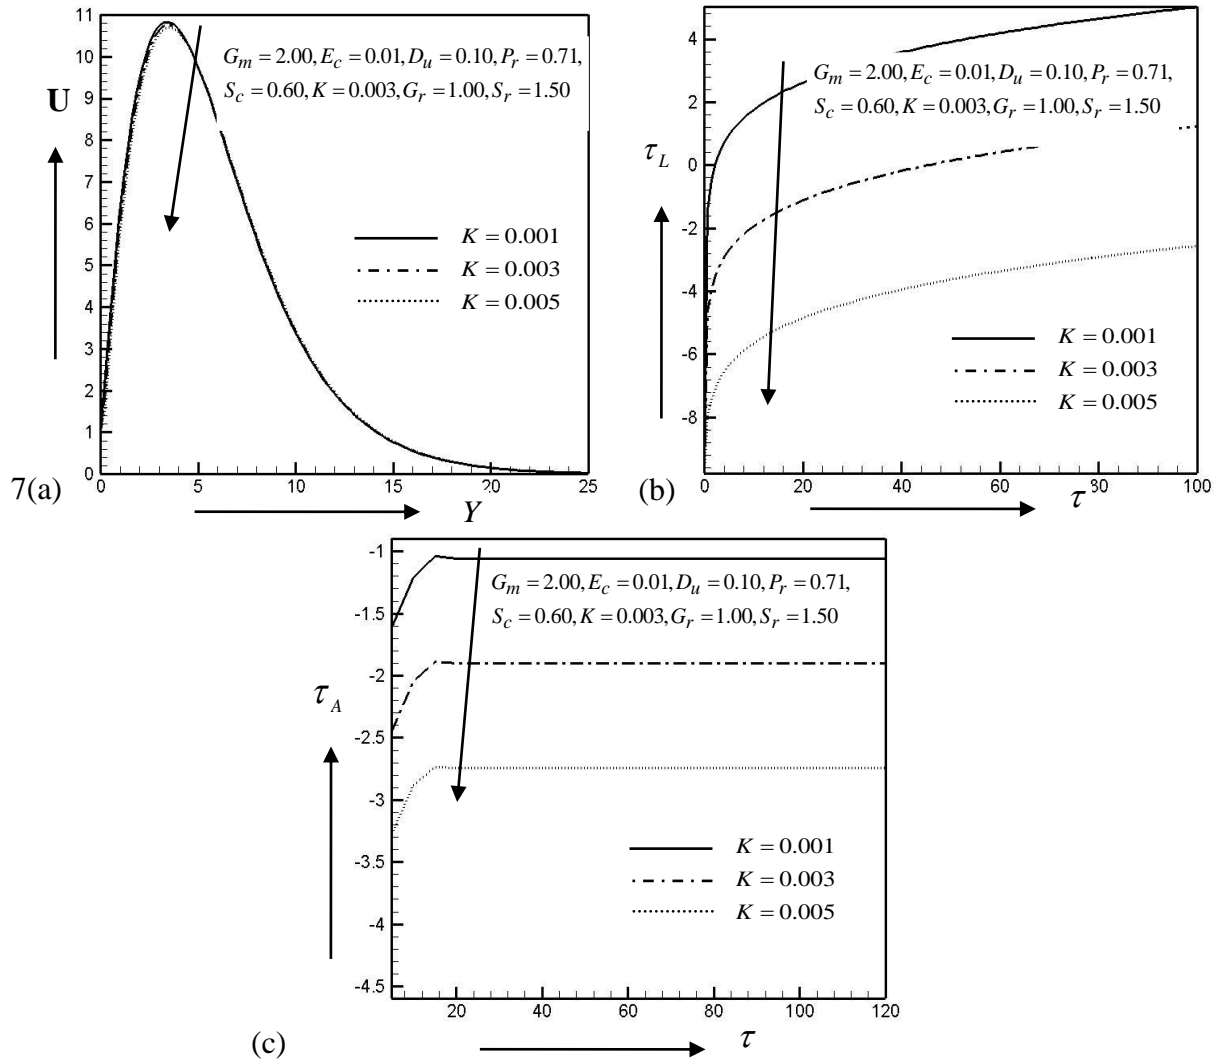 11
10
9
8
7
6
5
4
3
2
1
0
U
G_m = 2.00, E_c = 0.01, D_u = 0.10, P_r = 0.71,
S_c = 0.60, K = 0.003, G_r = 1.00, S_r = 1.50
K = 0.001
K = 0.003
K = 0.005
0 5 10 15 20 25
7(a)
Y
4
2
0
-2
-4
-6
-8
τ_L
G_m = 2.00, E_c = 0.01, D_u = 0.10, P_r = 0.71,
S_c = 0.60, K = 0.003, G_r = 1.00, S_r = 1.50
K = 0.001
K = 0.003
K = 0.005
0 20 40 60 80 100
(b)
τ
-1
-1.5
-2
-2.5
-3
-3.5
-4
-4.5
τ_A
G_m = 2.00, E_c = 0.01, D_u = 0.10, P_r = 0.71,
S_c = 0.60, K = 0.003, G_r = 1.00, S_r = 1.50
K = 0.001
K = 0.003
K = 0.005
20 40 60 80 100 120
(c)
τ